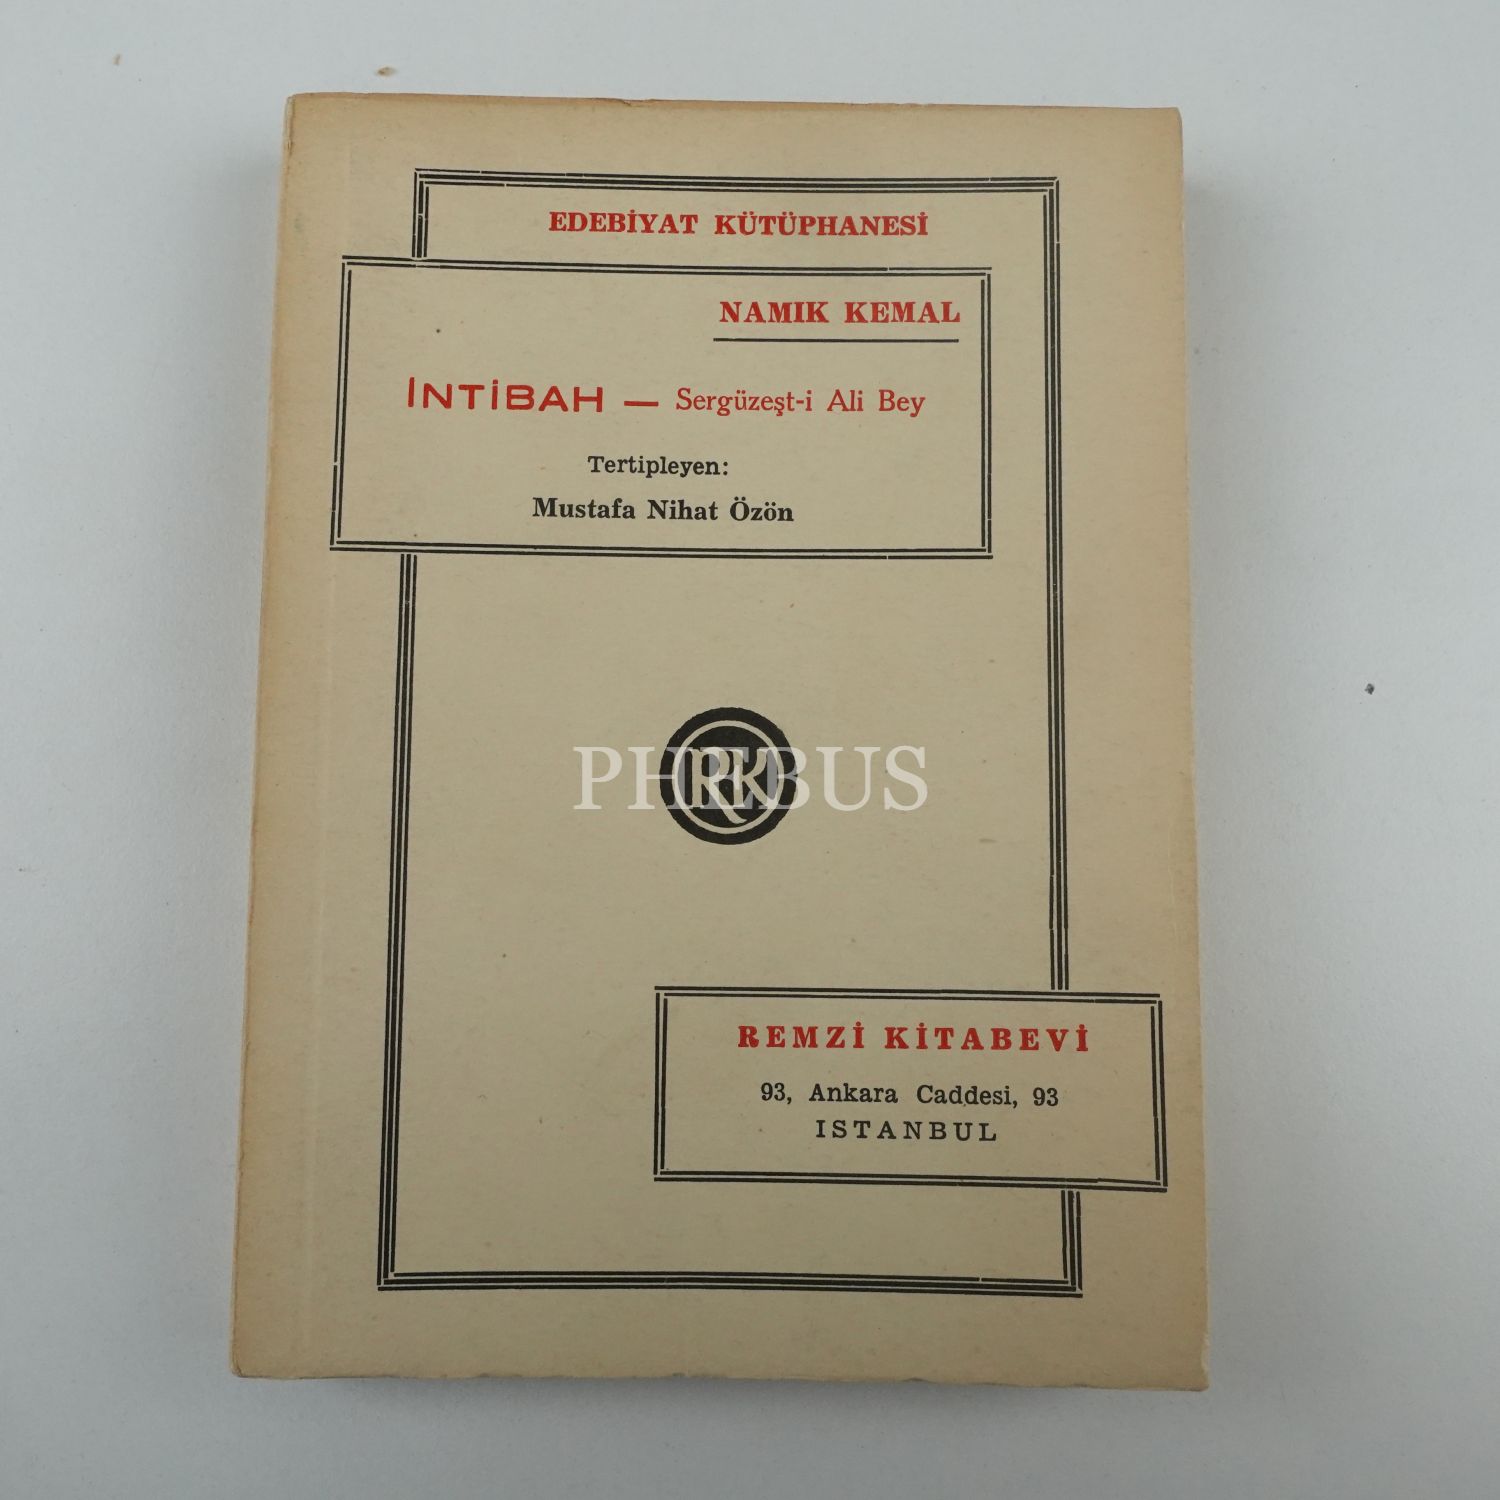 EDEBİYAT KÜTÜPHANESİ
NAMIK KEMAL
İNTİBAH — Sergüzeşt-i Ali Bey
Tertipleyen:
Mustafa Nihat Özön
RK
PHEBUS
REMZİ KİTABEVİ
93, Ankara Caddesi, 93
ISTANBUL